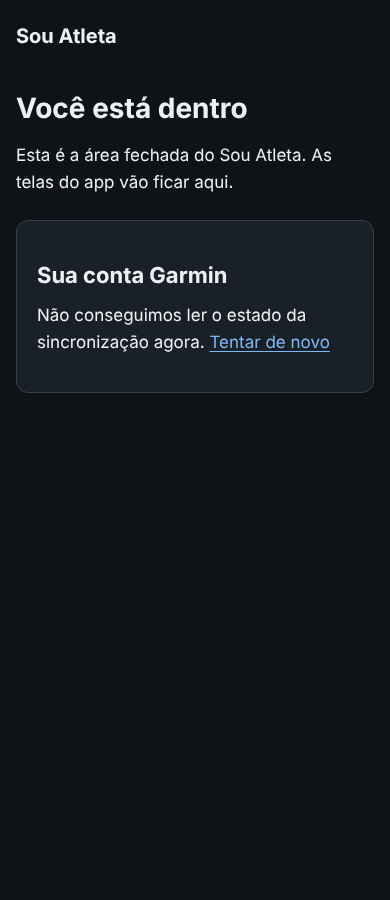 Sou Atleta
Você está dentro
Esta é a área fechada do Sou Atleta. As
telas do app vão ficar aqui.
Sua conta Garmin
Não conseguimos ler o estado da
sincronização agora. Tentar de novo